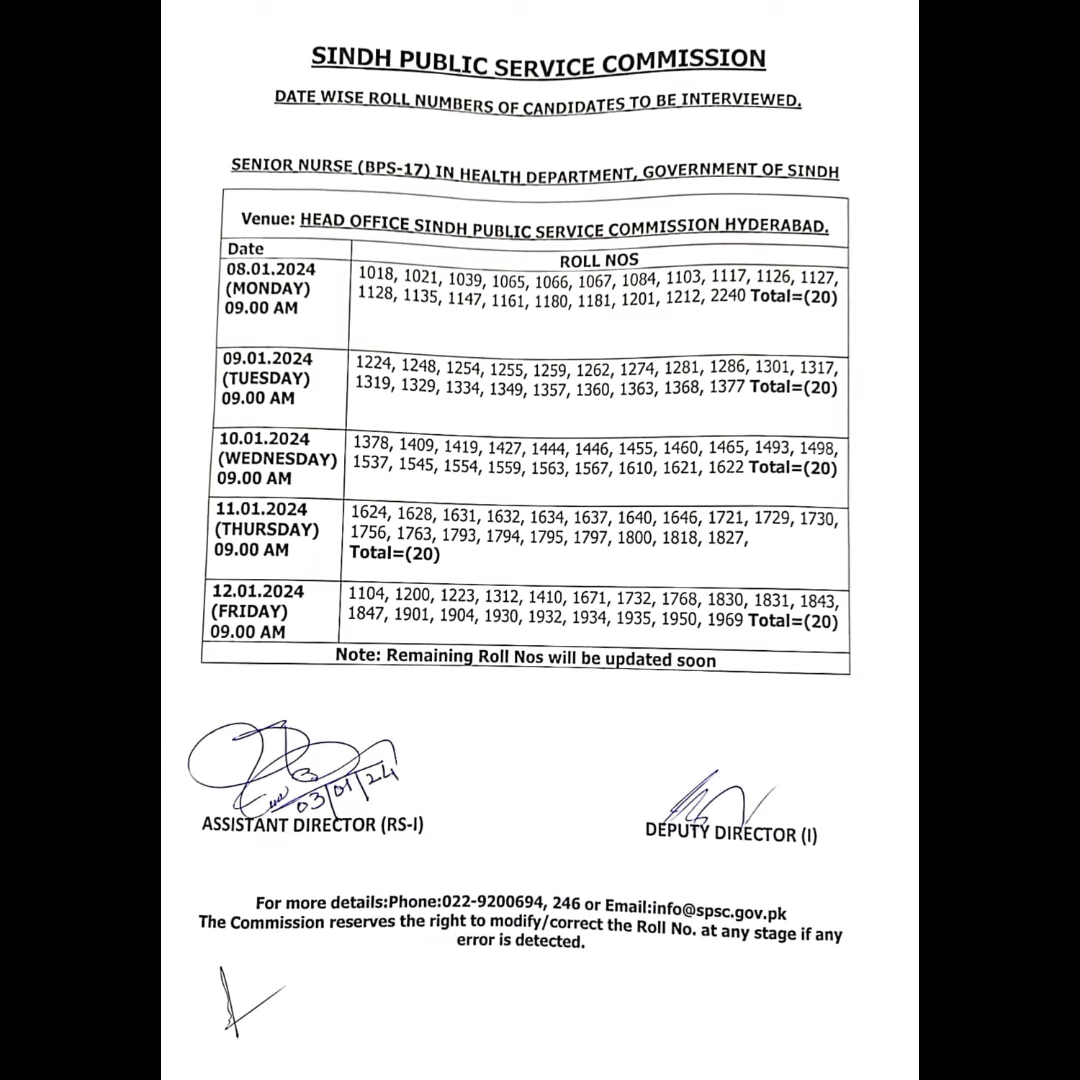 SINDH PUBLIC SERVICE COMMISSION
DATE WISE ROLL NUMBERS OF CANDIDATES TO BE INTERVIEWED.
SENIOR NURSE (BPS-17) IN HEALTH DEPARTMENT, GOVERNMENT OF SINDH
Venue: HEAD OFFICE SINDH PUBLIC SERVICE COMMISSION HYDERABAD.
Date
ROLL NOS
08.01.2024
(MONDAY)
09.00 AM
1018, 1021, 1039, 1065, 1066, 1067, 1084, 1103, 1117, 1126, 1127,
1128, 1135, 1147, 1161, 1180, 1181, 1201, 1212, 2240 Total=(20)
09.01.2024
(TUESDAY)
09.00 AM
1224, 1248, 1254, 1255, 1259, 1262, 1274, 1281, 1286, 1301, 1317,
1319, 1329, 1334, 1349, 1357, 1360, 1363, 1368, 1377 Total=(20)
10.01.2024
(WEDNESDAY)
09.00 AM
1378, 1409, 1419, 1427, 1444, 1446, 1455, 1460, 1465, 1493, 1498,
1537, 1545, 1554, 1559, 1563, 1567, 1610, 1621, 1622 Total=(20)
11.01.2024
(THURSDAY)
09.00 AM
1624, 1628, 1631, 1632, 1634, 1637, 1640, 1646, 1721, 1729, 1730,
1756, 1763, 1793, 1794, 1795, 1797, 1800, 1818, 1827,
Total=(20)
12.01.2024
(FRIDAY)
09.00 AM
1104, 1200, 1223, 1312, 1410, 1671, 1732, 1768, 1830, 1831, 1843,
1847, 1901, 1904, 1930, 1932, 1934, 1935, 1950, 1969 Total=(20)
Note: Remaining Roll Nos will be updated soon
03/01/24
ASSISTANT DIRECTOR (RS-I)
DEPUTY DIRECTOR (I)
For more details:Phone:022-9200694, 246 or Email:info@spsc.gov.pk
The Commission reserves the right to modify/correct the Roll No. at any stage if any
error is detected.